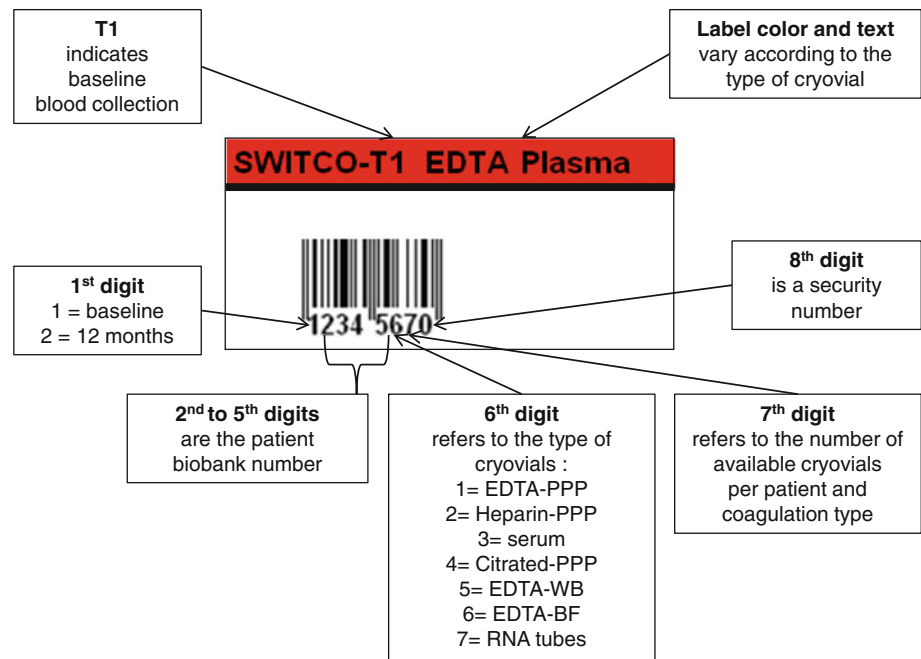 T1
indicates
baseline
blood collection
Label color and text
vary according to the
type of cryovial
SWITCO-T1 EDTA Plasma
1234 5670
1st digit
1 = baseline
2 = 12 months
8th digit
is a security
number
2nd to 5th digits
are the patient
biobank number
6th digit
refers to the type of
cryovials :
1= EDTA-PPP
2= Heparin-PPP
3= serum
4= Citrated-PPP
5= EDTA-WB
6= EDTA-BF
7= RNA tubes
7th digit
refers to the number of
available cryovials
per patient and
coagulation type